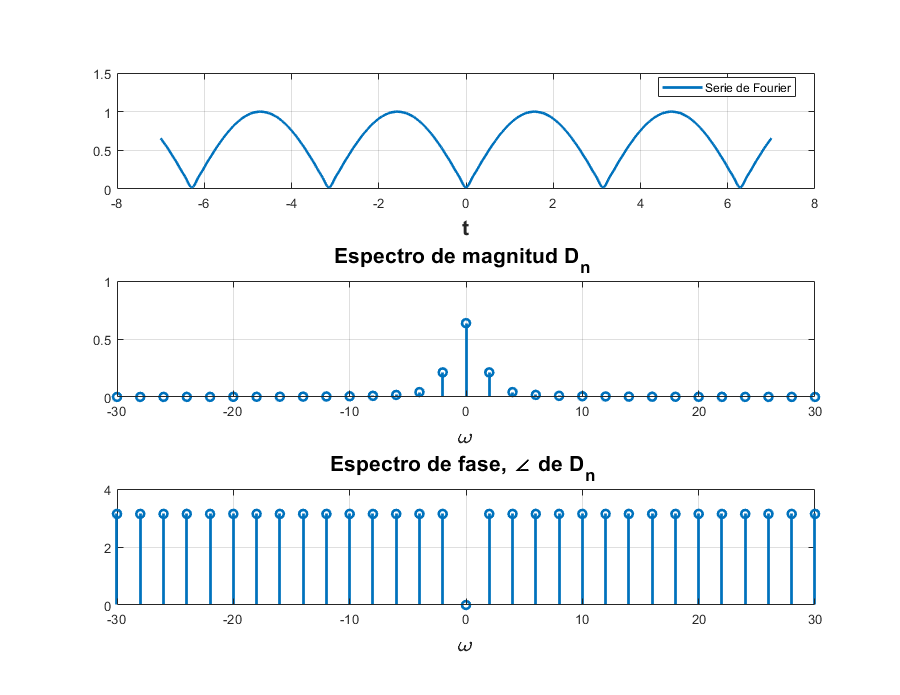 1.5
1
0.5
0
Serie de Fourier
-8 -6 -4 -2 0 2 4 6 8
t
Espectro de magnitud Dn
1
0.5
0
-30 -20 -10 0 10 20 30
ω
Espectro de fase, ∠ de Dn
4
2
0
-30 -20 -10 0 10 20 30
ω